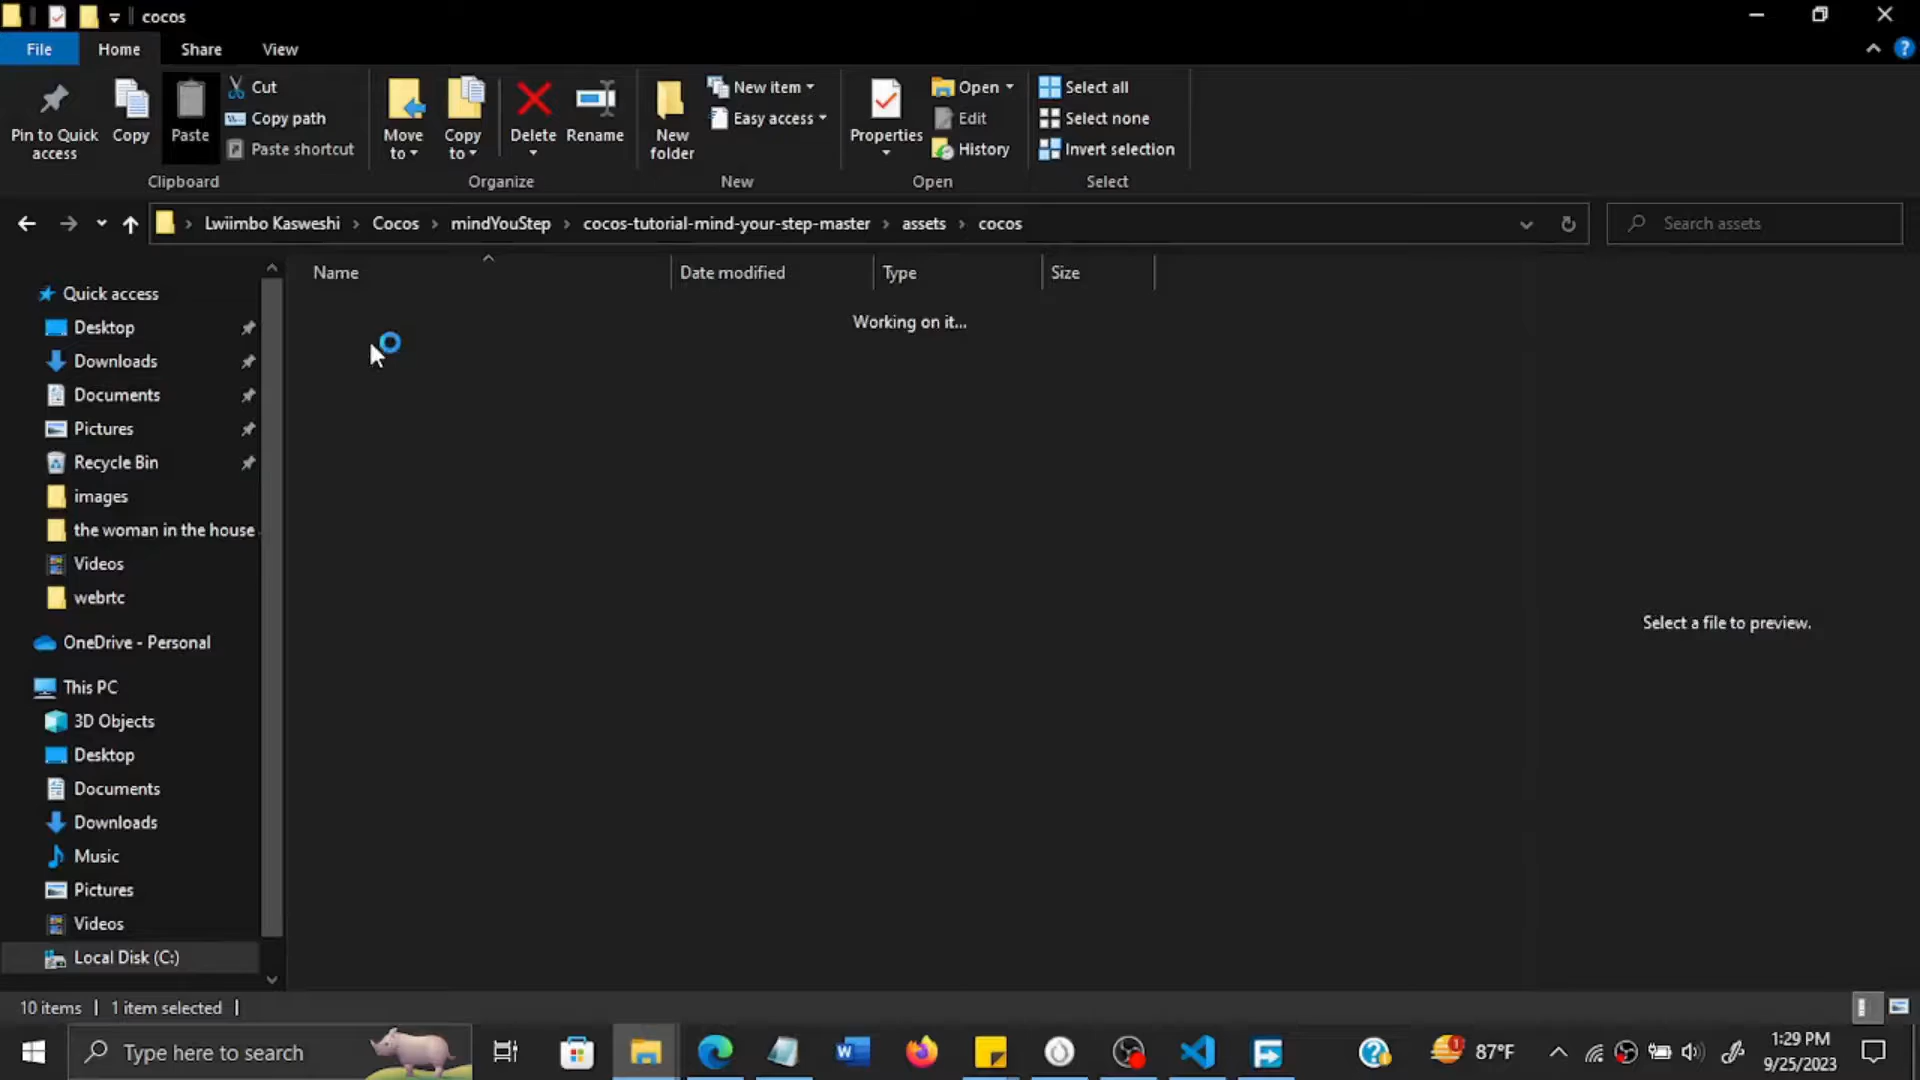 cocos
File Home Share View
Pin to Quick access
Copy
Paste
Cut
Copy path
Paste shortcut
Clipboard
Move to
Copy to
Delete
Rename
Organize
New folder
New item
Easy access
New
Properties
Open
Edit
History
Open
Select all
Select none
Invert selection
Select
Lwiimbo Kasweshi > Cocos > mindYouStep > cocos-tutorial-mind-your-step-master > assets > cocos
Search assets
Name Date modified Type Size
Working on it...
Quick access
Desktop
Downloads
Documents
Pictures
Recycle Bin
images
the woman in the house
Videos
webrtc
OneDrive - Personal
This PC
3D Objects
Desktop
Documents
Downloads
Music
Pictures
Videos
Local Disk (C:)
Select a file to preview.
10 items 1 item selected
Type here to search
87°F
1:29 PM
9/25/2023